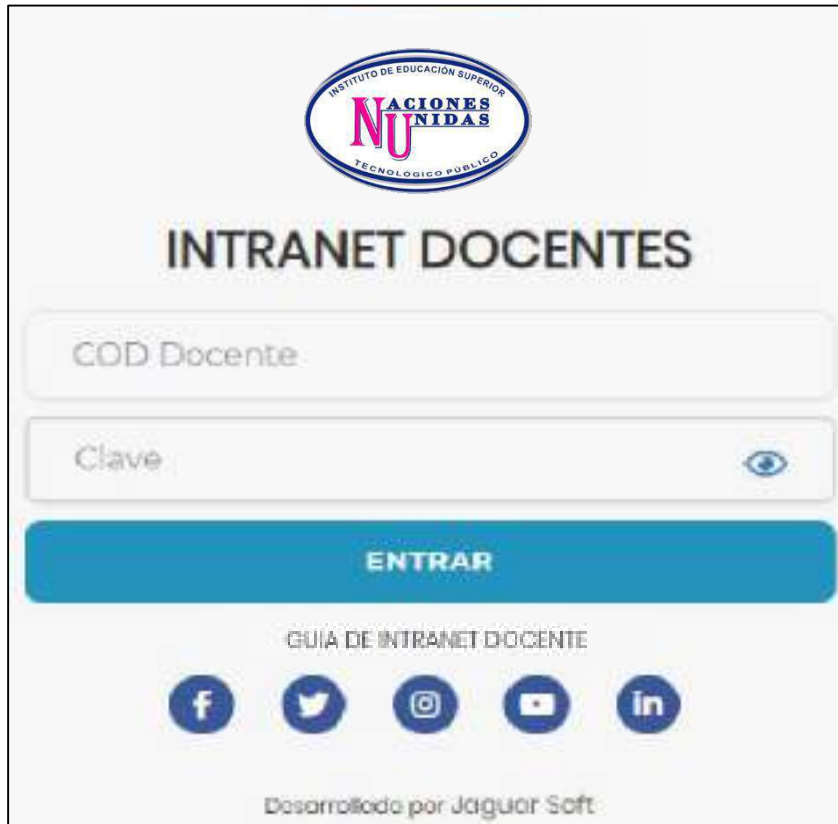 INSTITUTO DE EDUCACIÓN SUPERIOR
NACIONES
UNIDAS
TECNOLÓGICO PÚBLICO
INTRANET DOCENTES
COD Docente
Clave
ENTRAR
GUIA DE INTRANET DOCENTE
Desarrollado por Jaguar Soft